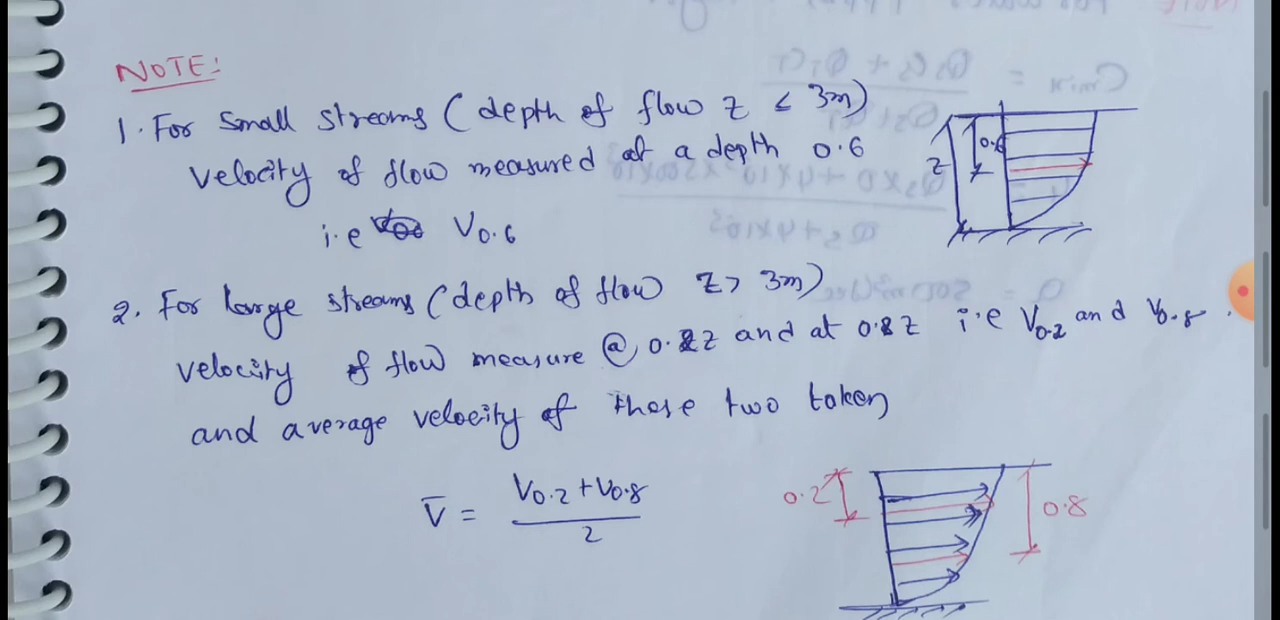 NOTE:
1. For small streams (depth of flow z < 3m)
velocity of flow measured at a depth 0.6
i.e V0.6
z
0.6
2. For large streams (depth of flow z > 3m)
velocity of flow measure @ 0.2z and at 0.8z i.e V0.2 and V0.8.
and average velocity of these two taken
V̄ = V0.2 + V0.8
2
0.2
0.8